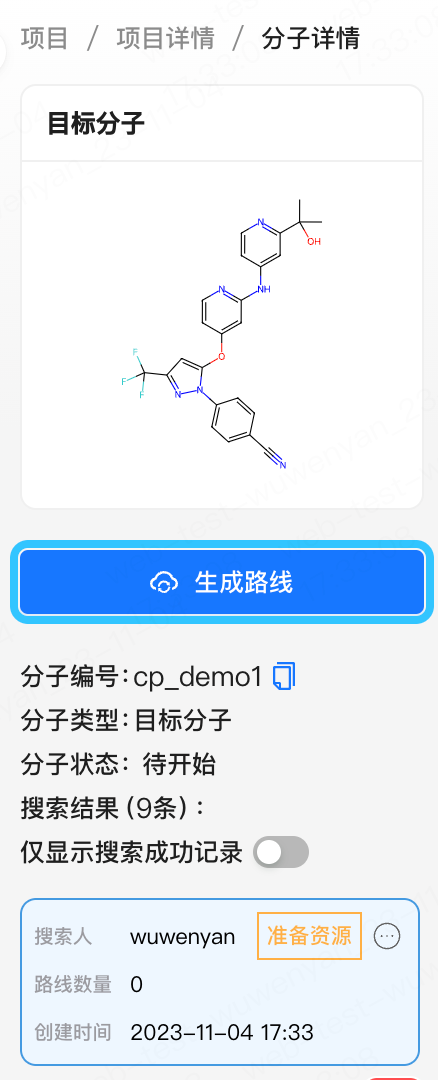 项目 / 项目详情 / 分子详情
目标分子
N
OH
N
NH
O
F
F
F
N
N
N
生成路线
分子编号：cp_demo1
分子类型：目标分子
分子状态： 待开始
搜索结果（9条）：
仅显示搜索成功记录
搜索人 wuwenyan 准备资源
路线数量 0
创建时间 2023-11-04 17:33